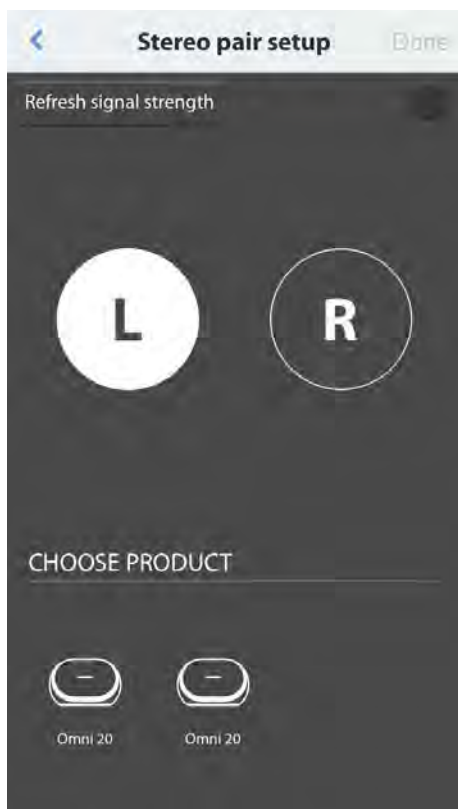 Stereo pair setup Done
Refresh signal strength
L R
CHOOSE PRODUCT
Omni 20 Omni 20